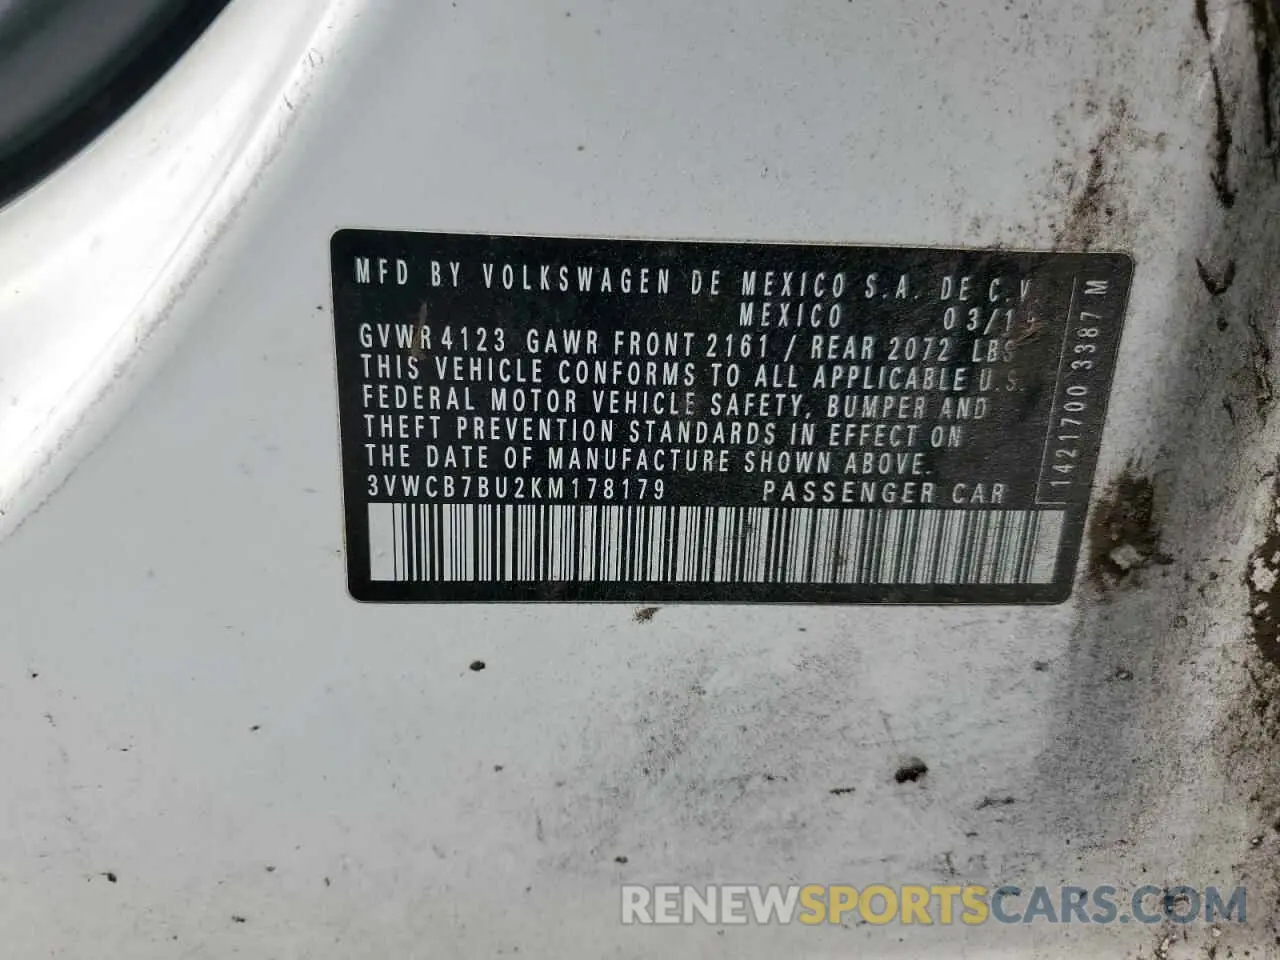 MFD BY VOLKSWAGEN DE MEXICO S.A. DE C.V
MEXICO 03/1
GVWR 4123 GAWR FRONT 2161 / REAR 2072 LBS
THIS VEHICLE CONFORMS TO ALL APPLICABLE U.S.
FEDERAL MOTOR VEHICLE SAFETY, BUMPER AND
THEFT PREVENTION STANDARDS IN EFFECT ON
THE DATE OF MANUFACTURE SHOWN ABOVE.
3VWCB7BU2KM178179 PASSENGER CAR
1421700 3387 M
RENEWSPORTSCARS.COM